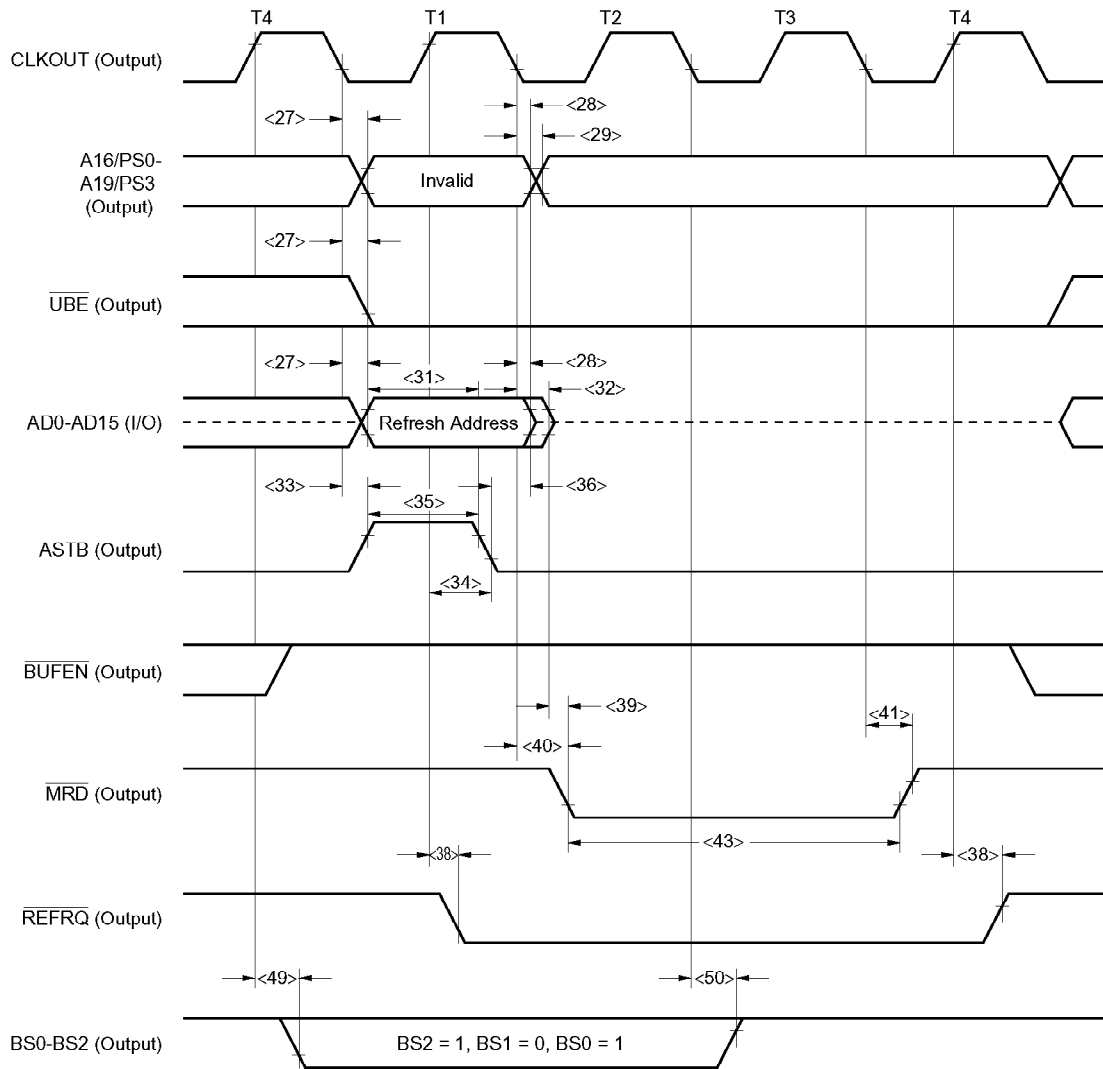 T4 T1 T2 T3 T4
CLKOUT (Output)
<27> <28>
<29>
A16/PS0-
A19/PS3
(Output)
Invalid
<27>
UBE (Output)
<27> <31> <28>
<32>
AD0-AD15 (I/O)
Refresh Address
<33> <35> <36>
ASTB (Output)
<34>
BUFEN (Output)
<39> <41>
<40>
MRD (Output)
<43>
<38> <38>
REFRQ (Output)
<49> <50>
BS0-BS2 (Output)
BS2 = 1, BS1 = 0, BS0 = 1